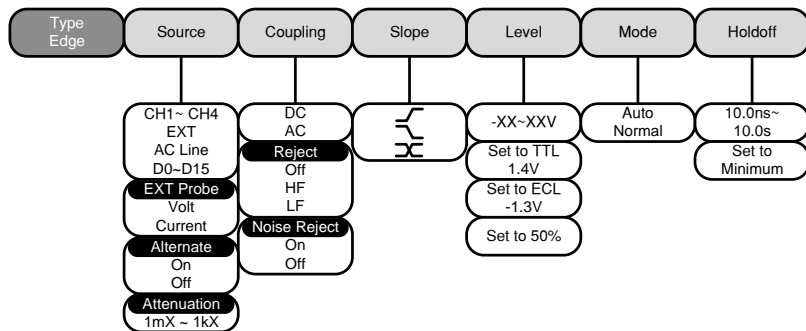 Type
Edge
Source
Coupling
Slope
Level
Mode
Holdoff
CH1~ CH4
EXT
AC Line
D0~D15
EXT Probe
Volt
Current
Alternate
On
Off
Attenuation
1mX ~ 1kX
DC
AC
Reject
Off
HF
LF
Noise Reject
On
Off
-XX~XXV
Set to TTL
1.4V
Set to ECL
-1.3V
Set to 50%
Auto
Normal
10.0ns~
10.0s
Set to
Minimum